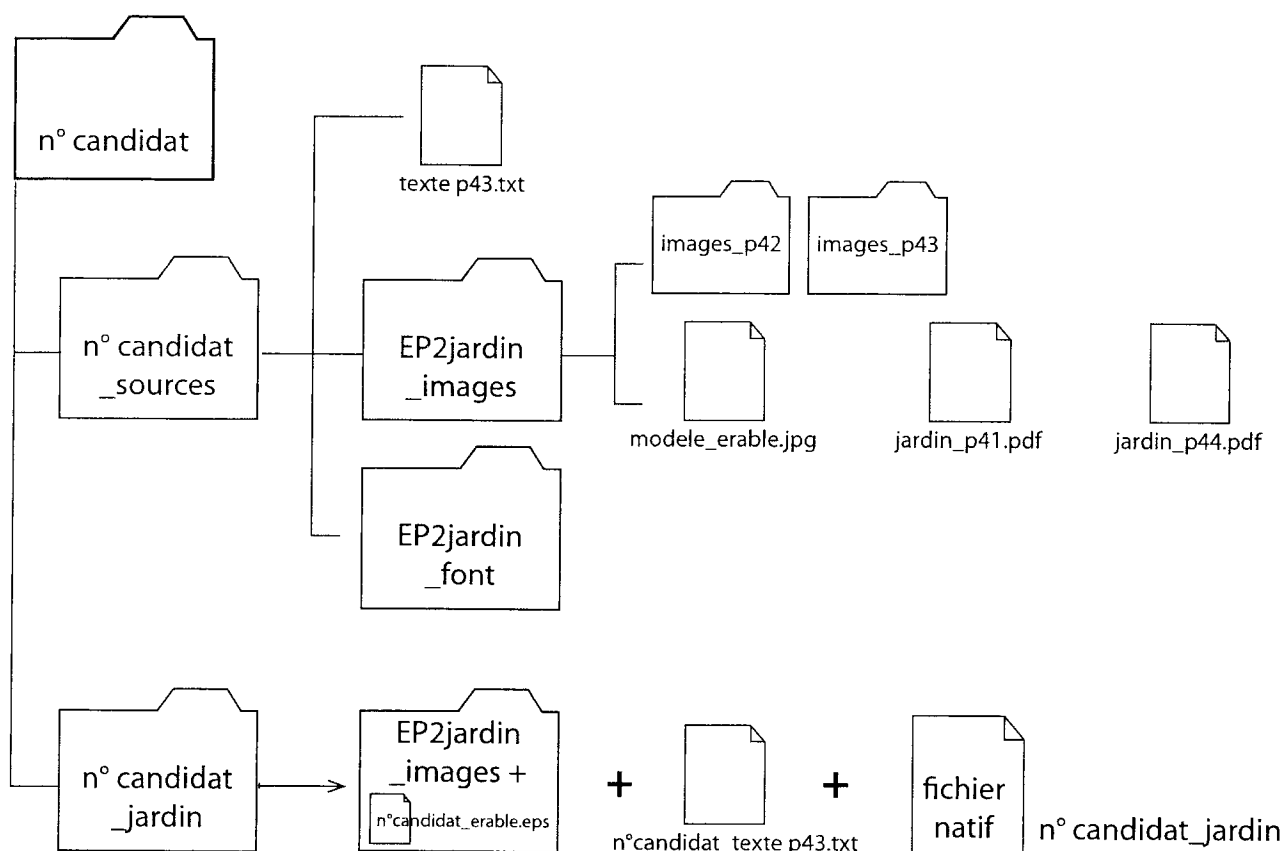 n° candidat
texte p43.txt
images_p42
images_p43
n° candidat
_sources
EP2jardin
_images
modele_erable.jpg
jardin_p41.pdf
jardin_p44.pdf
EP2jardin
_font
n° candidat
_jardin
EP2jardin
_images +
n°candidat_erable.eps
+
n°candidat_texte p43.txt
+
fichier
natif
n° candidat_jardin